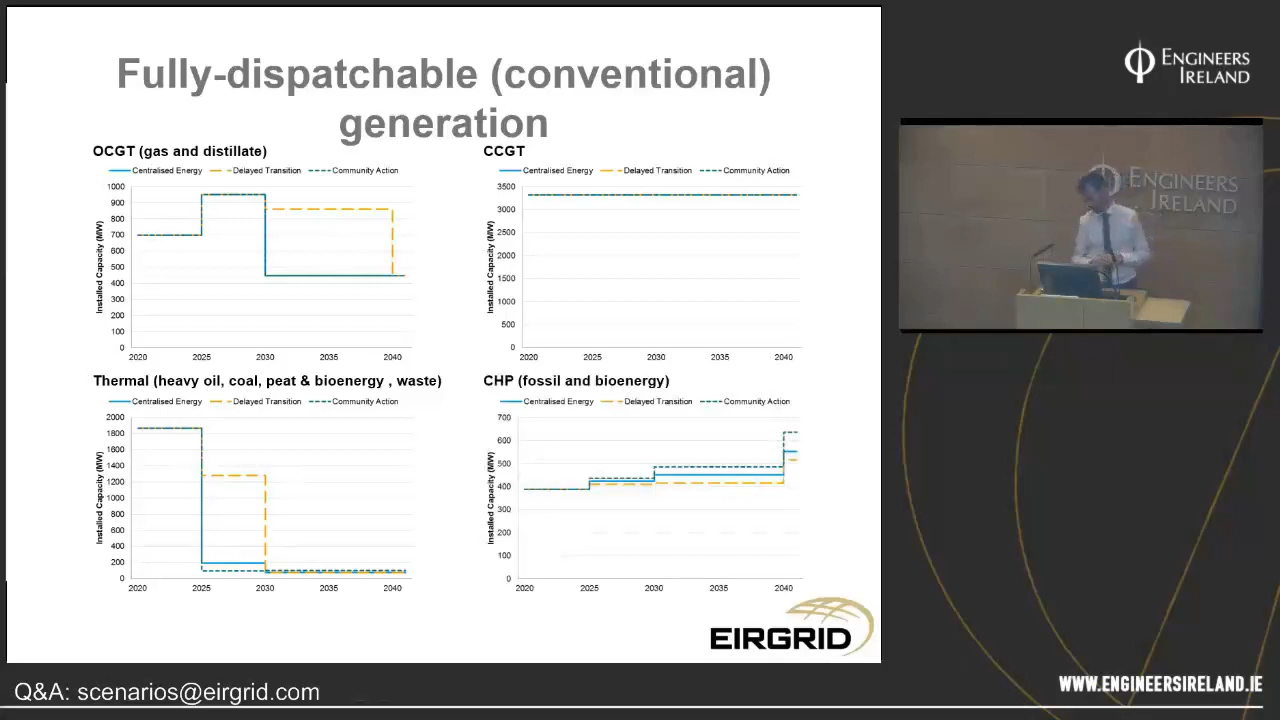 Fully-dispatchable (conventional)
generation
OCGT (gas and distillate)
Centralised Energy Delayed Transition Community Action
Installed Capacity (MW)
1000
900
800
700
600
500
400
300
200
100
0
2020 2025 2030 2035 2040
CCGT
Centralised Energy Delayed Transition Community Action
Installed Capacity (MW)
3500
3000
2500
2000
1500
1000
500
0
2020 2025 2030 2035 2040
Thermal (heavy oil, coal, peat & bioenergy , waste)
Centralised Energy Delayed Transition Community Action
Installed Capacity (MW)
2000
1800
1600
1400
1200
1000
800
600
400
200
0
2020 2025 2030 2035 2040
CHP (fossil and bioenergy)
Centralised Energy Delayed Transition Community Action
Installed Capacity (MW)
700
600
500
400
300
200
100
0
2020 2025 2030 2035 2040
EIRGRID
ENGINEERS
IRELAND
ENGINEERS
IRELAND
Q&A: scenarios@eirgrid.com
WWW.ENGINEERSIRELAND.IE